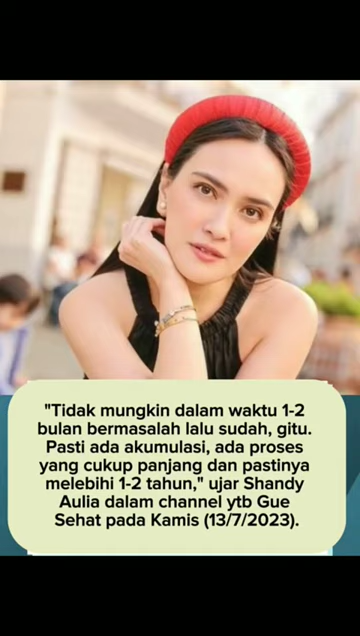 "Tidak mungkin dalam waktu 1-2
bulan bermasalah lalu sudah, gitu.
Pasti ada akumulasi, ada proses
yang cukup panjang dan pastinya
melebihi 1-2 tahun," ujar Shandy
Aulia dalam channel ytb Gue
Sehat pada Kamis (13/7/2023).